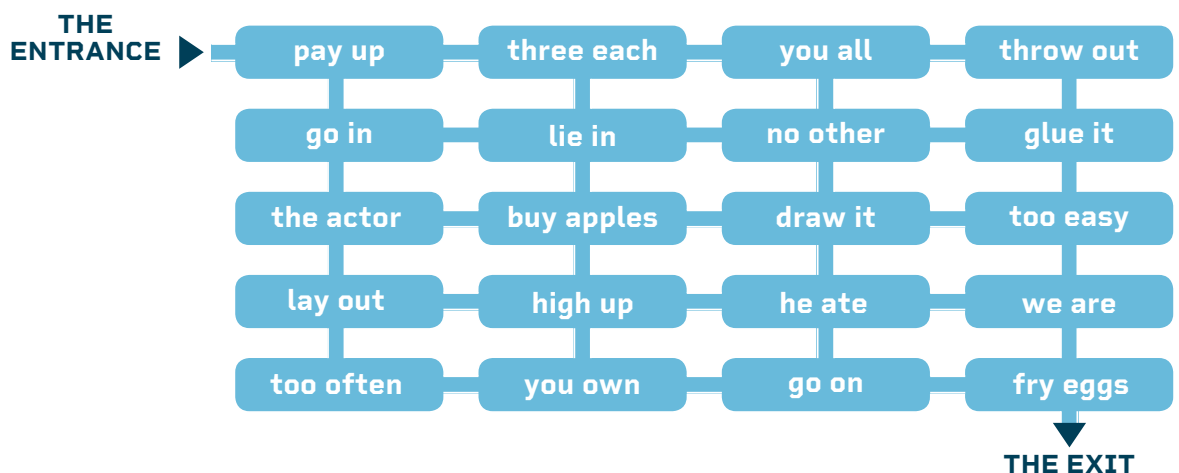 THE
ENTRANCE
pay up three each you all throw out
go in lie in no other glue it
the actor buy apples draw it too easy
lay out high up he ate we are
too often you own go on fry eggs
THE EXIT